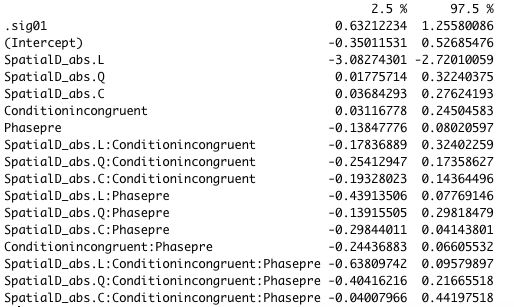 2.5 % 97.5 %
.sig01 0.63212234 1.25580086
(Intercept) -0.35011531 0.52685476
SpatialD_abs.L -3.08274301 -2.72010059
SpatialD_abs.Q 0.01775714 0.32240375
SpatialD_abs.C 0.03684293 0.27624193
Conditionincongruent 0.03116778 0.24504583
Phasepre -0.13847776 0.08020597
SpatialD_abs.L:Conditionincongruent -0.17836889 0.32402259
SpatialD_abs.Q:Conditionincongruent -0.25412947 0.17358627
SpatialD_abs.C:Conditionincongruent -0.19328023 0.14364496
SpatialD_abs.L:Phasepre -0.43913506 0.07769146
SpatialD_abs.Q:Phasepre -0.13915505 0.29818479
SpatialD_abs.C:Phasepre -0.29844011 0.04143801
Conditionincongruent:Phasepre -0.24436883 0.06605532
SpatialD_abs.L:Conditionincongruent:Phasepre -0.63809742 0.09579897
SpatialD_abs.Q:Conditionincongruent:Phasepre -0.40416216 0.21665518
SpatialD_abs.C:Conditionincongruent:Phasepre -0.04007966 0.44197518